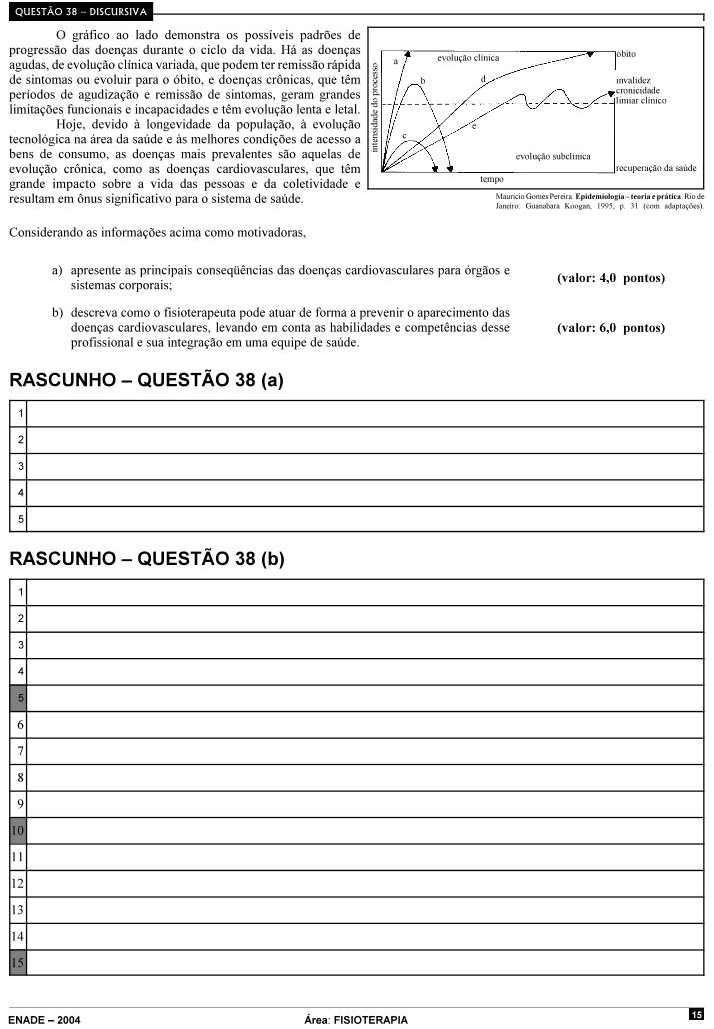 QUESTÃO 38 – DISCURSIVA
O gráfico ao lado demonstra os possíveis padrões de
progressão das doenças durante o ciclo da vida. Há as doenças
agudas, de evolução clínica variada, que podem ter remissão rápida
de sintomas ou evoluir para o óbito, e doenças crônicas, que têm
períodos de agudização e remissão de sintomas, geram grandes
limitações funcionais e incapacidades e têm evolução lenta e letal.
Hoje, devido à longevidade da população, à evolução
tecnológica na área da saúde e às melhores condições de acesso a
bens de consumo, as doenças mais prevalentes são aquelas de
evolução crônica, como as doenças cardiovasculares, que têm
grande impacto sobre a vida das pessoas e da coletividade e
resultam em ônus significativo para o sistema de saúde.
intensidade do processo
evolução clínica
óbito
a
b
d
invalidez
cronicidade
limiar clínico
c
e
evolução subclínica
recuperação da saúde
tempo
Mauricio Gomes Pereira. Epidemiologia – teoria e prática. Rio de
Janeiro: Guanabara Koogan, 1995, p. 31 (com adaptações).
Considerando as informações acima como motivadoras,
a) apresente as principais conseqüências das doenças cardiovasculares para órgãos e
sistemas corporais;
(valor: 4,0 pontos)
b) descreva como o fisioterapeuta pode atuar de forma a prevenir o aparecimento das
doenças cardiovasculares, levando em conta as habilidades e competências desse
profissional e sua integração em uma equipe de saúde.
(valor: 6,0 pontos)
RASCUNHO – QUESTÃO 38 (a)
1
2
3
4
5
RASCUNHO – QUESTÃO 38 (b)
1
2
3
4
5
6
7
8
9
10
11
12
13
14
15
ENADE – 2004
Área: FISIOTERAPIA
15